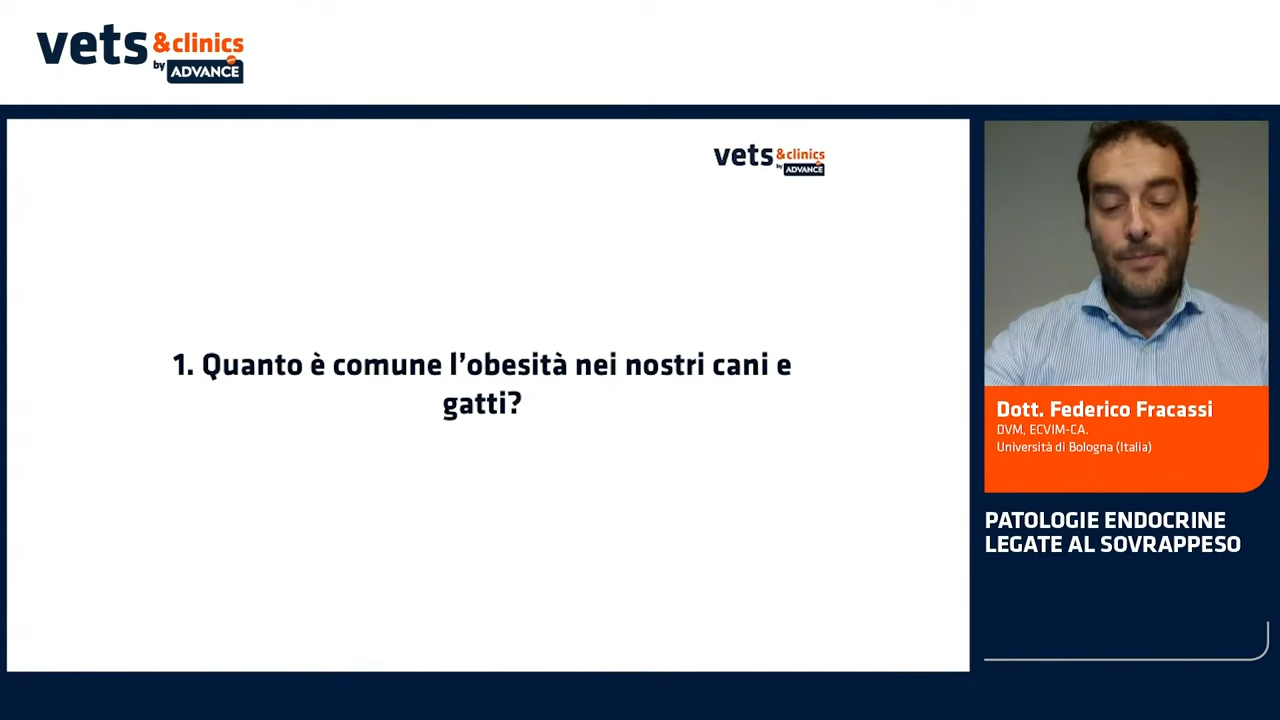 vets &clinics
by ADVANCE
vets &clinics
by ADVANCE
1. Quanto è comune l'obesità nei nostri cani e
gatti?
Dott. Federico Fracassi
DVM, ECVIM-CA.
Università di Bologna (Italia)
PATOLOGIE ENDOCRINE
LEGATE AL SOVRAPPESO